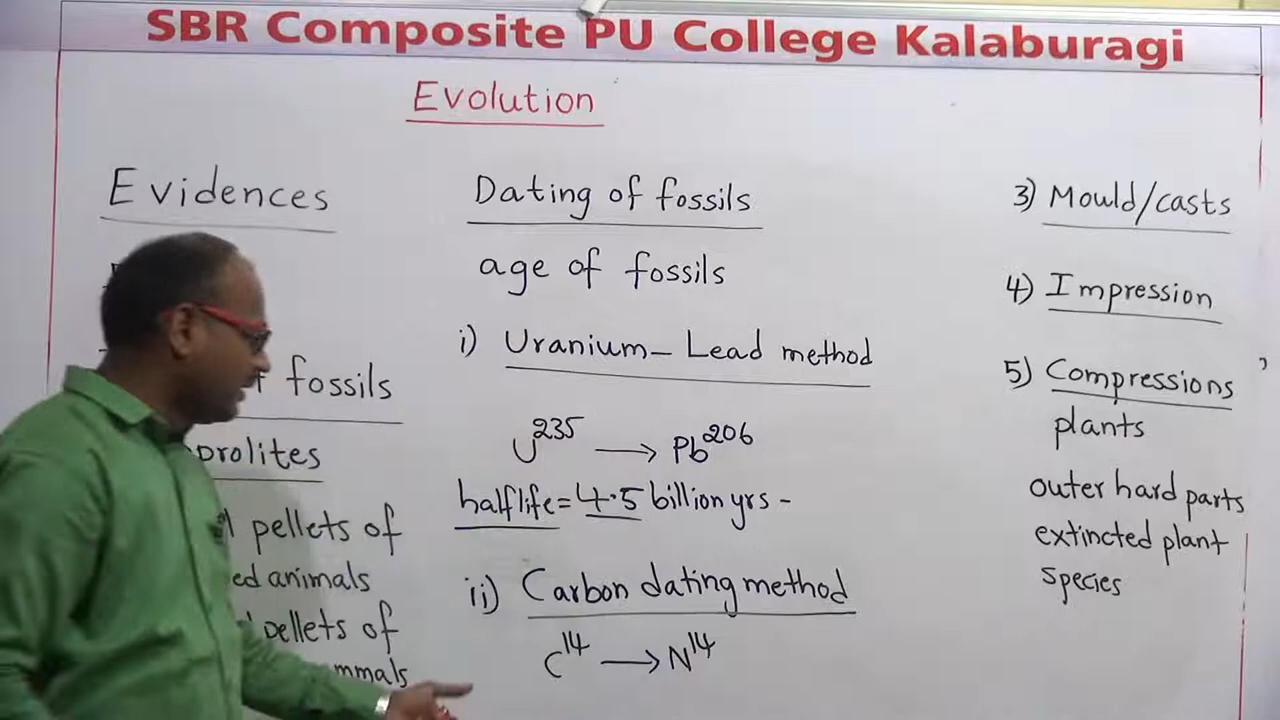 SBR Composite PU College Kalaburagi
Evolution
Evidences
fossils
pellets of
animals
pellets of
Dating of fossils
age of fossils
i) Uranium – Lead method
U235 → Pb206
halflife = 4.5 billion yrs -
ii) Carbon dating method
C14 → N14
3) Mould/casts
4) Impression
5) Compressions
plants
outer hard parts
extincted plant
species